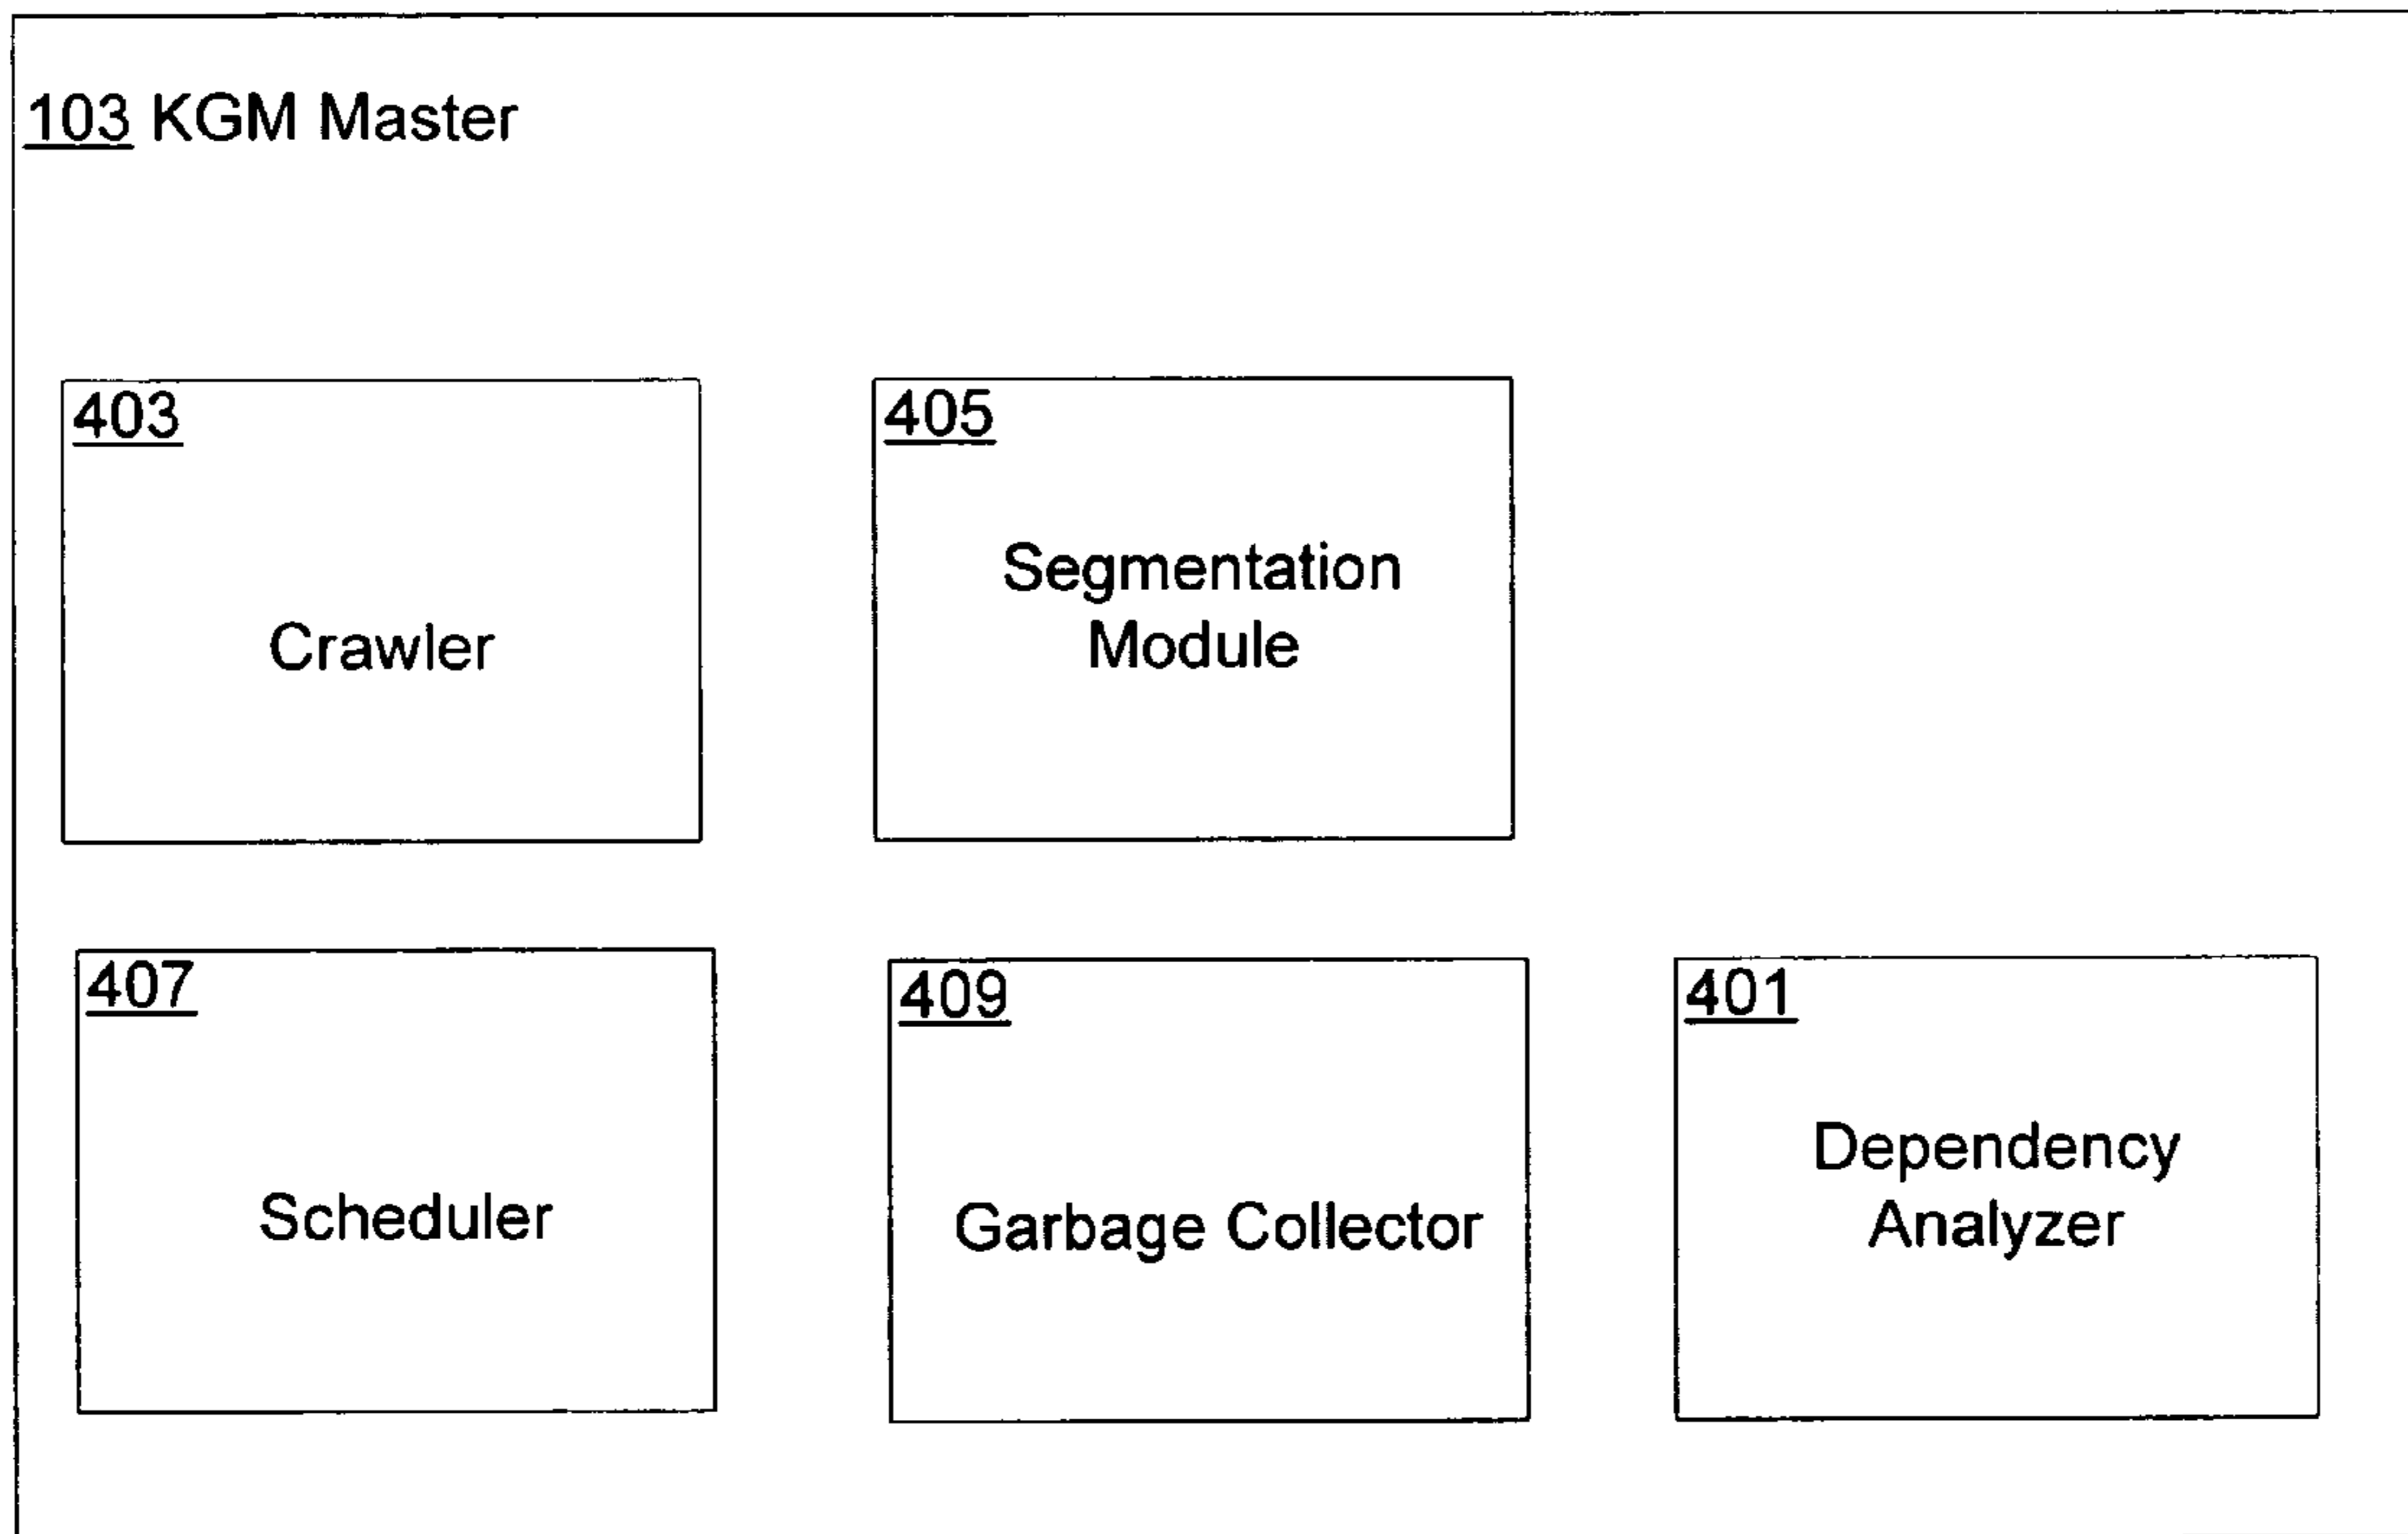 103 KGM Master
403
Crawler
405
Segmentation
Module
407
Scheduler
409
Garbage Collector
401
Dependency
Analyzer